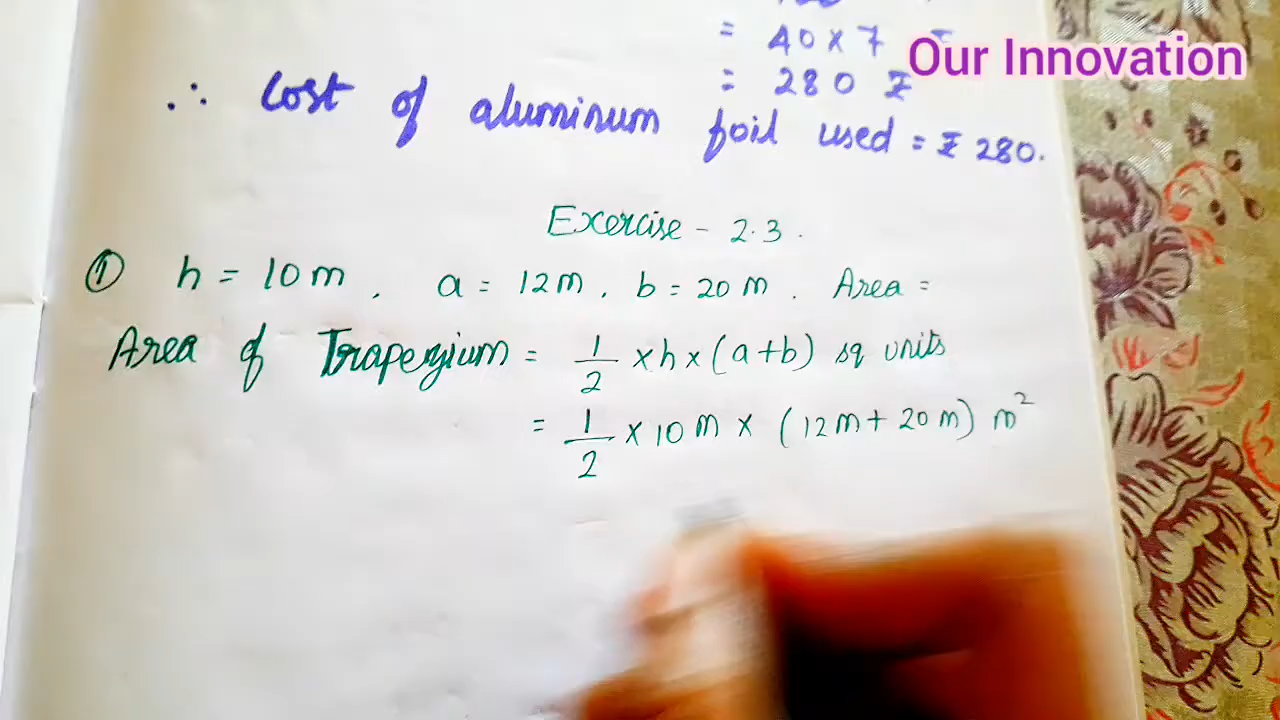 = 40 x 7
Our Innovation
= 280 ₹
∴ Cost of aluminum foil used = ₹ 280.
Exercise - 2.3.
① h = 10m, a = 12m, b = 20m. Area =
Area of Trapezium = 1/2 x h x (a+b) sq units
= 1/2 x 10m x (12m + 20m) m²